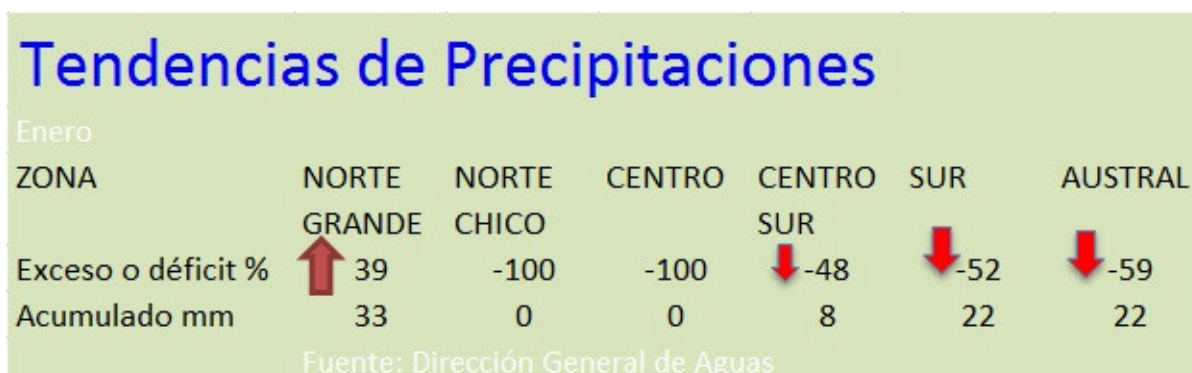 Tendencias de Precipitaciones
Enero
ZONA NORTE GRANDE NORTE CHICO CENTRO CENTRO SUR SUR AUSTRAL
Exceso o déficit % 39 -100 -100 -48 -52 -59
Acumulado mm 33 0 0 8 22 22
Fuente: Dirección General de Aguas